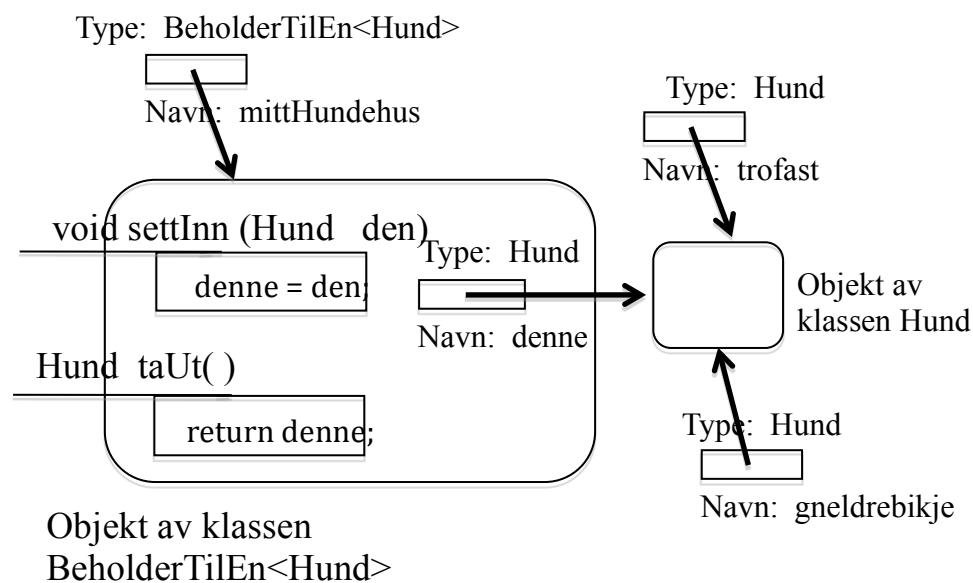 Type: BeholderTilEn<Hund>
Navn: mittHundehus
Type: Hund
Navn: trofast
void settInn (Hund den)
denne = den;
Type: Hund
Navn: denne
Objekt av
klassen Hund
Hund taUt( )
return denne;
Type: Hund
Navn: gneldrebikje
Objekt av klassen
BeholderTilEn<Hund>